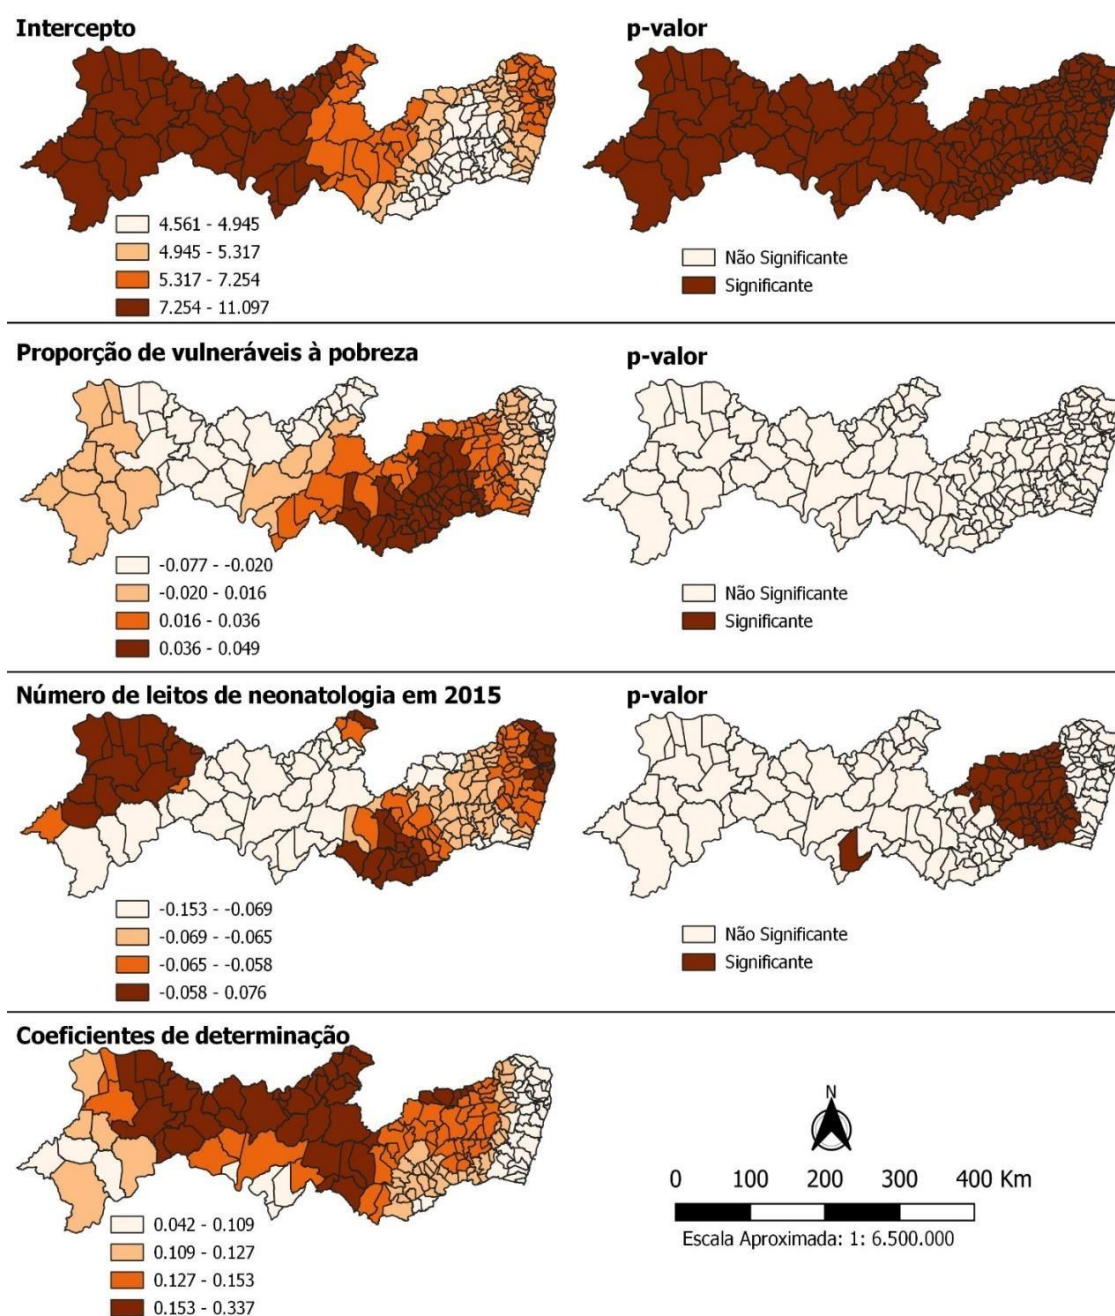 Intercepto
p-valor
4.561 - 4.945
4.945 - 5.317
5.317 - 7.254
7.254 - 11.097
Não Significante
Significante
Proporção de vulneráveis à pobreza
p-valor
-0.077 - -0.020
-0.020 - 0.016
0.016 - 0.036
0.036 - 0.049
Não Significante
Significante
Número de leitos de neonatologia em 2015
p-valor
-0.153 - -0.069
-0.069 - -0.065
-0.065 - -0.058
-0.058 - 0.076
Não Significante
Significante
Coeficientes de determinação
0.042 - 0.109
0.109 - 0.127
0.127 - 0.153
0.153 - 0.337
N
0 100 200 300 400 Km
Escala Aproximada: 1: 6.500.000